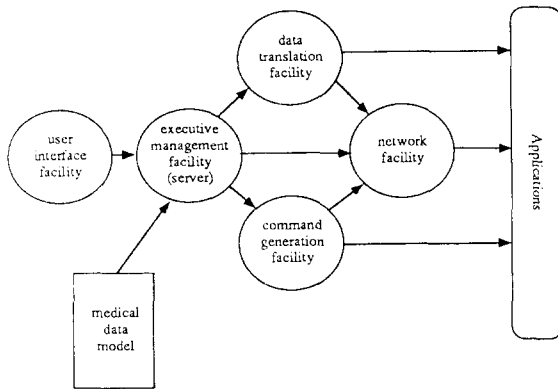 data
translation
facility
executive
management
facility
(server)
user
interface
facility
network
facility
command
generation
facility
medical
data
model
Applications